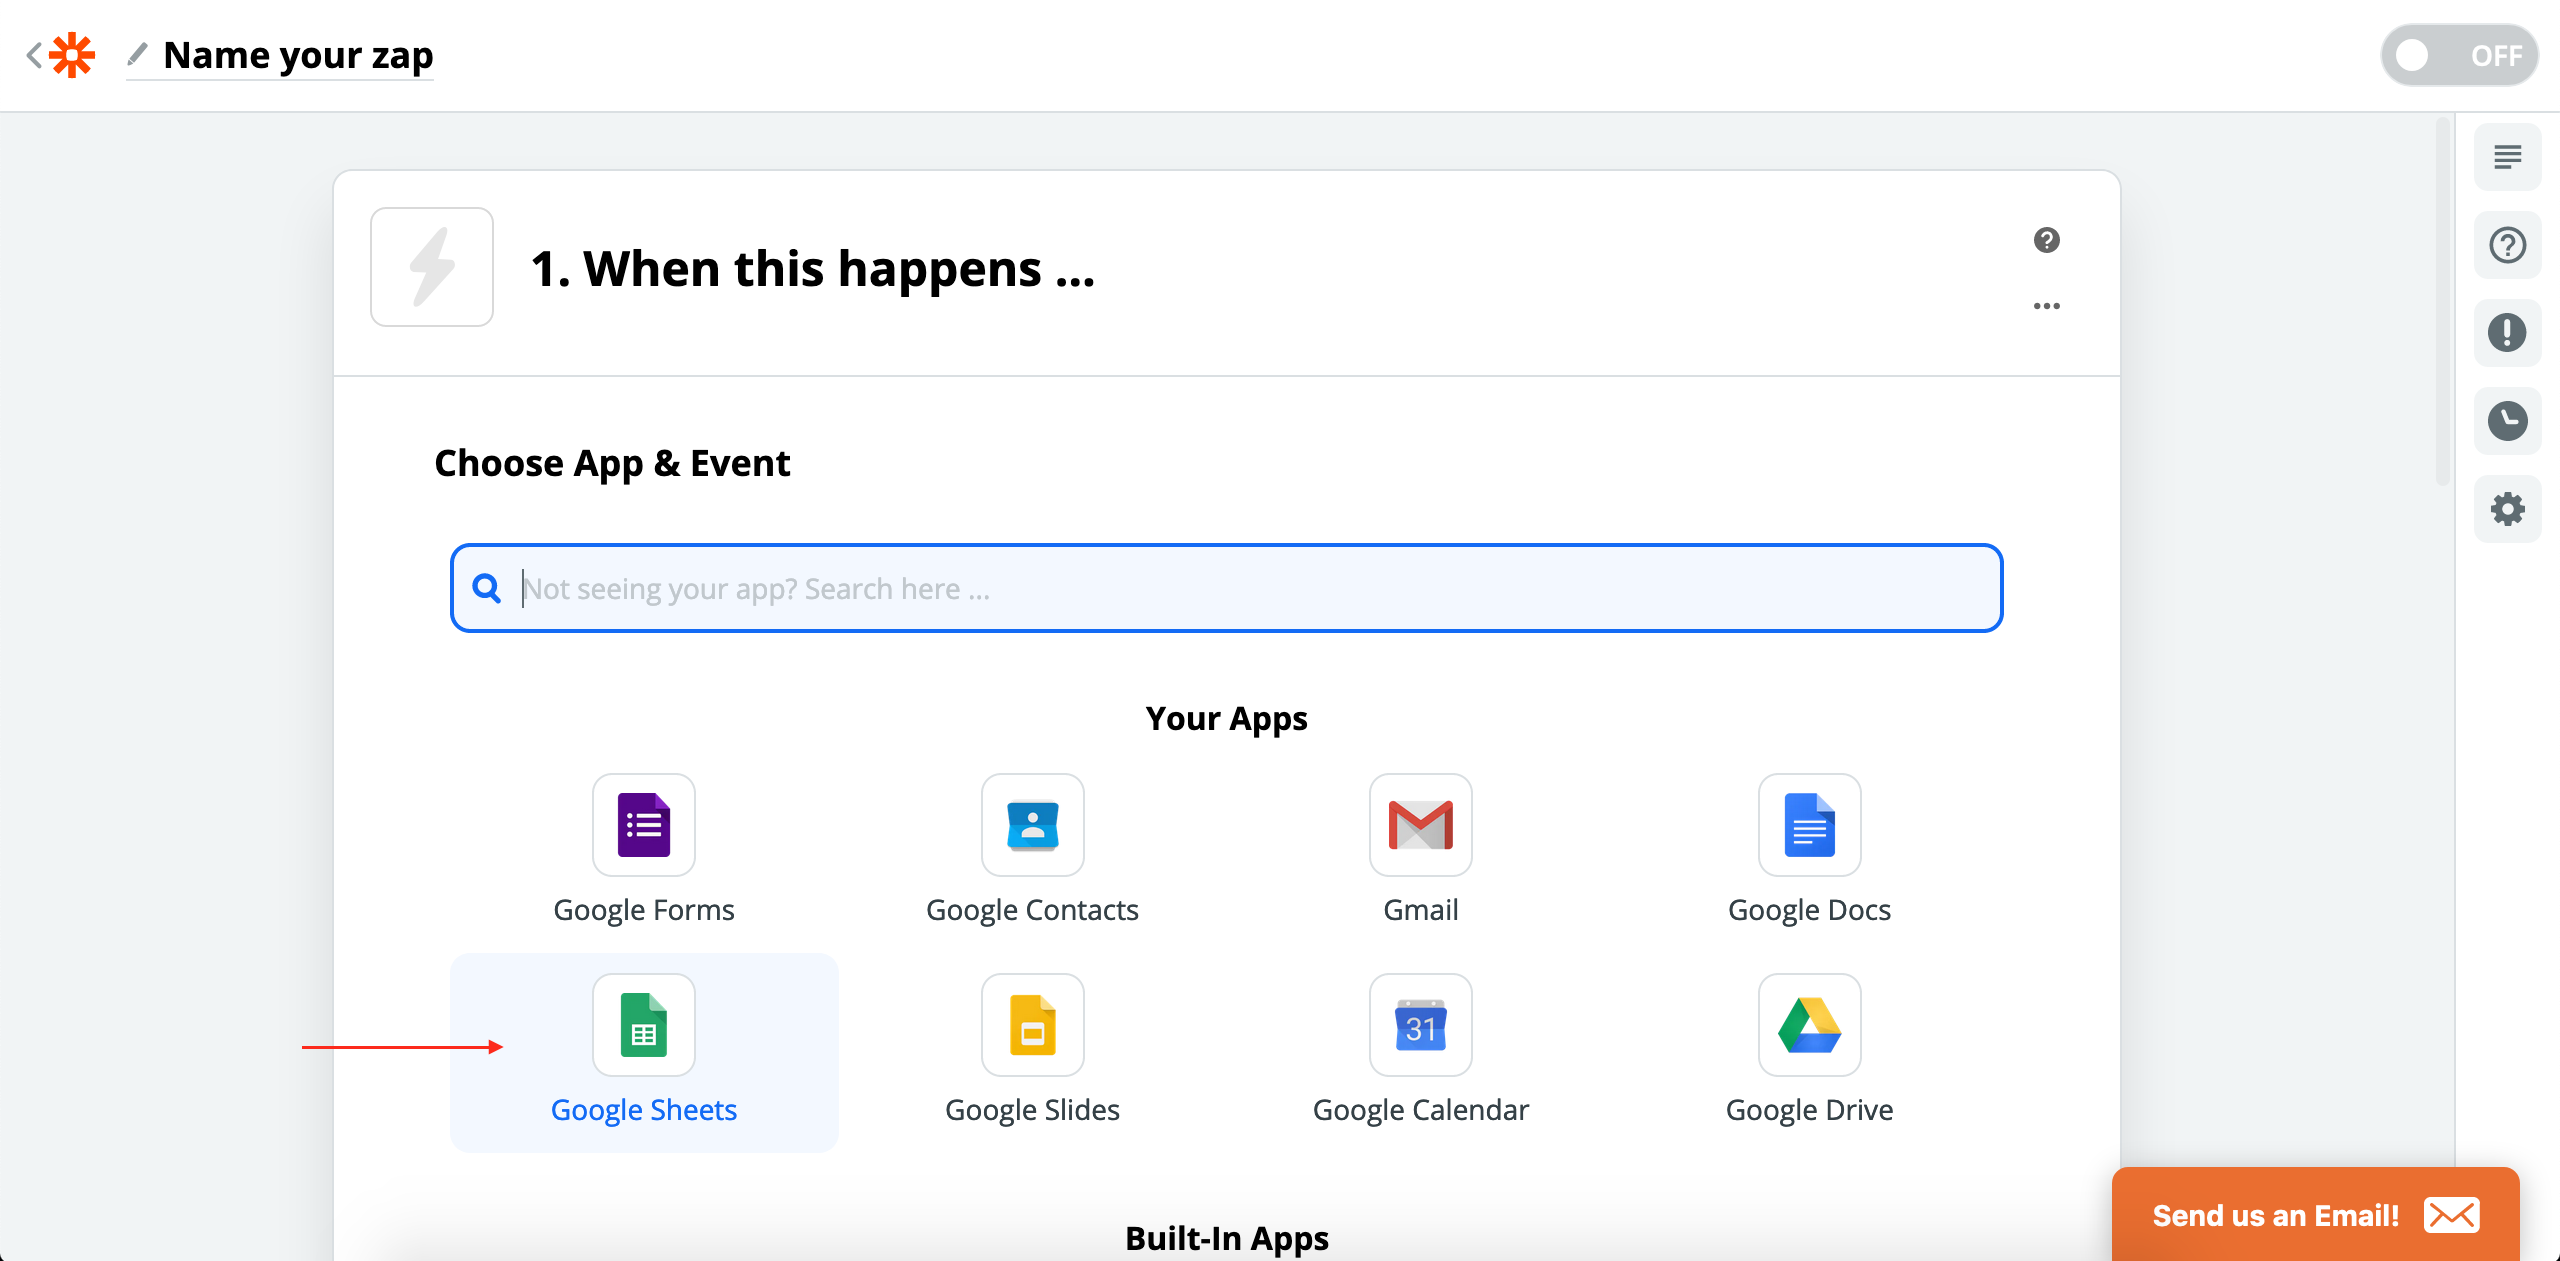 Name your zap
OFF
1. When this happens ...
Choose App & Event
Not seeing your app? Search here ...
Your Apps
Google Forms
Google Contacts
Gmail
Google Docs
31
Google Sheets
Google Slides
Google Calendar
Google Drive
Send us an Email!
Built-In Apps